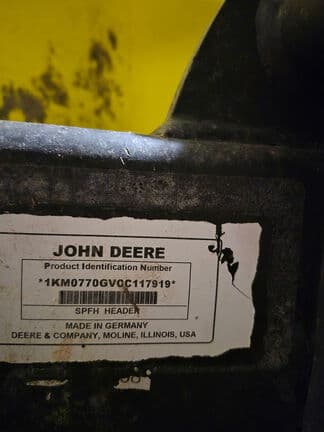 JOHN DEERE
Product Identification Number
*1KM0770GVCC117919*
SPFH HEADER
MADE IN GERMANY
DEERE & COMPANY, MOLINE, ILLINOIS, USA